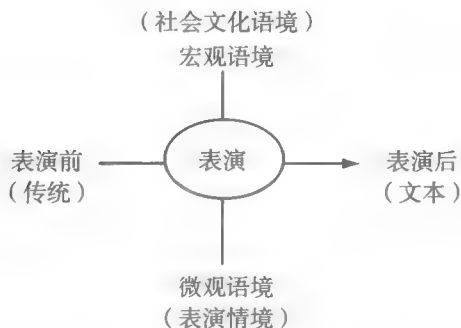 （社会文化语境）
宏观语境
表演前
（传统）
表演
表演后
（文本）
微观语境
（表演情境）